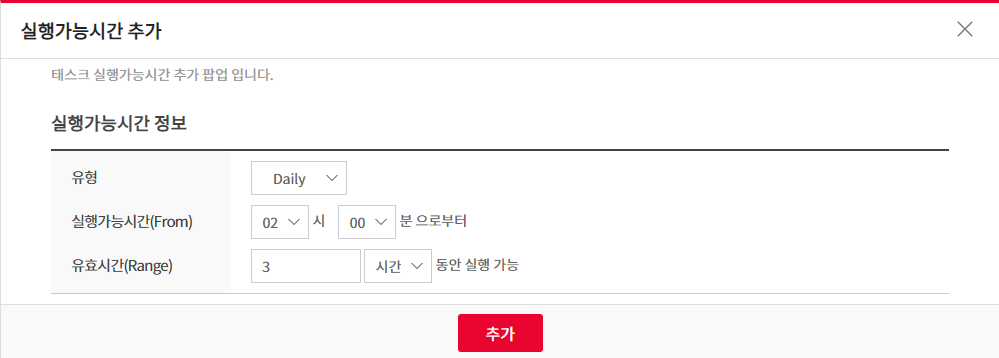 실행가능시간 추가
태스크 실행가능시간 추가 팝업 입니다.
실행가능시간 정보
유형 Daily
실행가능시간(From) 02 시 00 분 으로부터
유효시간(Range) 3 시간 동안 실행 가능
추가